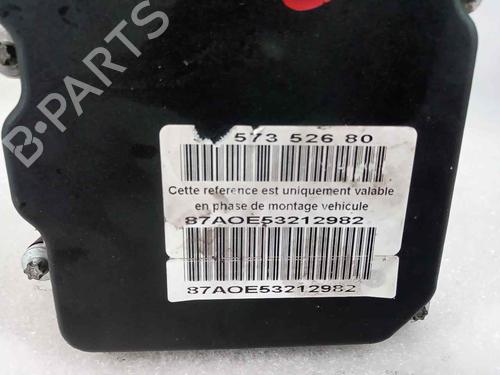 573 526 80
Cette reference est uniquement valable
en phase de montage vehicule
87AOE53212982
87AOE53212982
B-PARTS